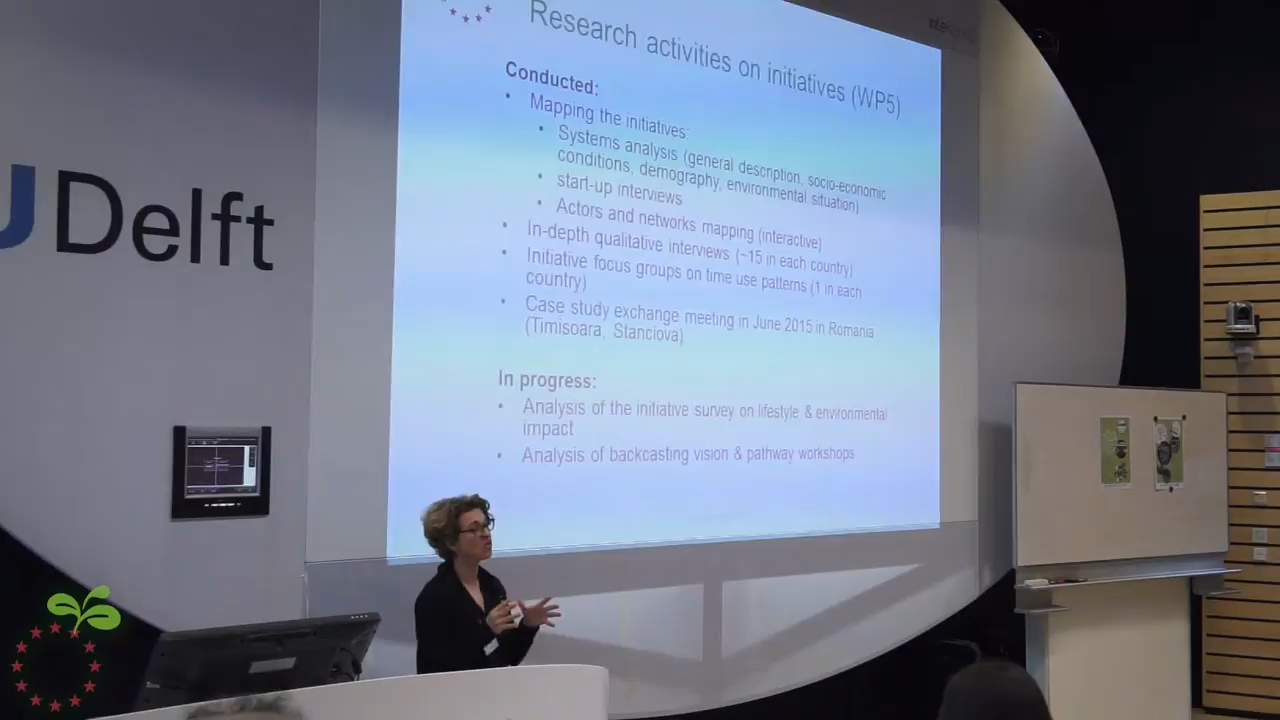 Research activities on initiatives (WP5)
Conducted:
• Mapping the initiatives:
• Systems analysis (general description, socio-economic
conditions, demography, environmental situation)
• start-up interviews
• Actors and networks mapping (interactive)
• In-depth qualitative interviews (~15 in each country)
• Initiative focus groups on time use patterns (1 in each
country)
• Case study exchange meeting in June 2015 in Romania
(Timisoara, Stanciova)
In progress:
• Analysis of the initiative survey on lifestyle & environmental
impact
• Analysis of backcasting vision & pathway workshops
UDelft